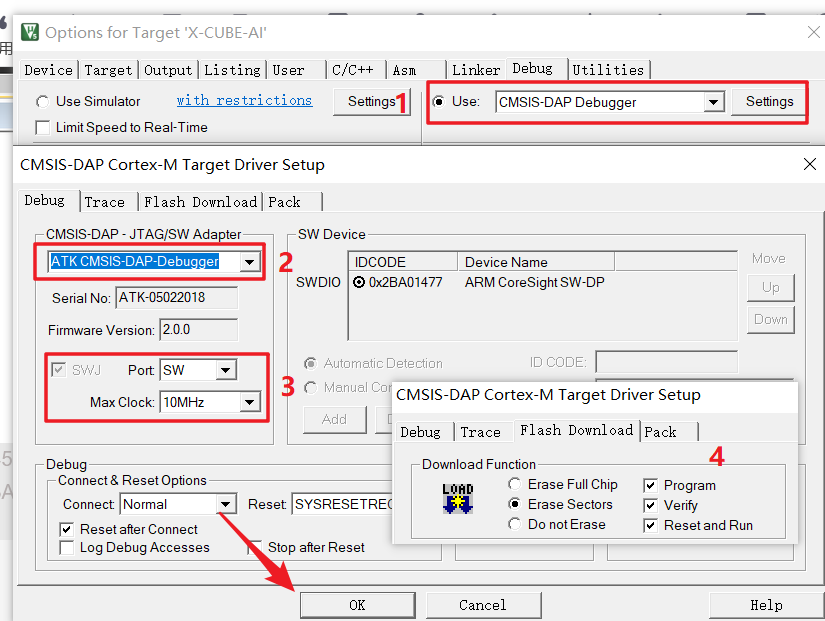 用
Options for Target 'X-CUBE-AI'
Device Target Output Listing User C/C++ Asm Linker Debug Utilities
Use Simulator with restrictions Settings 1 Use: CMSIS-DAP Debugger Settings
Limit Speed to Real-Time
CMSIS-DAP Cortex-M Target Driver Setup
Debug Trace Flash Download Pack
CMSIS-DAP - JTAG/SW Adapter
ATK CMSIS-DAP-Debugger 2
Serial No: ATK-05022018
Firmware Version: 2.0.0
SWJ Port: SW
Max Clock: 10MHz
3
SW Device
IDCODE Device Name Move
SWDIO 0x2BA01477 ARM CoreSight SW-DP
Up
Down
Automatic Detection ID CODE:
Manual
Add
Debug
Connect & Reset Options
Connect: Normal Reset: SYSRESETREQ
Reset after Connect
Log Debug Accesses Stop after Reset
CMSIS-DAP Cortex-M Target Driver Setup
Debug Trace Flash Download Pack
4
Download Function
LOAD
Erase Full Chip Program
Erase Sectors Verify
Do not Erase Reset and Run
OK Cancel Help